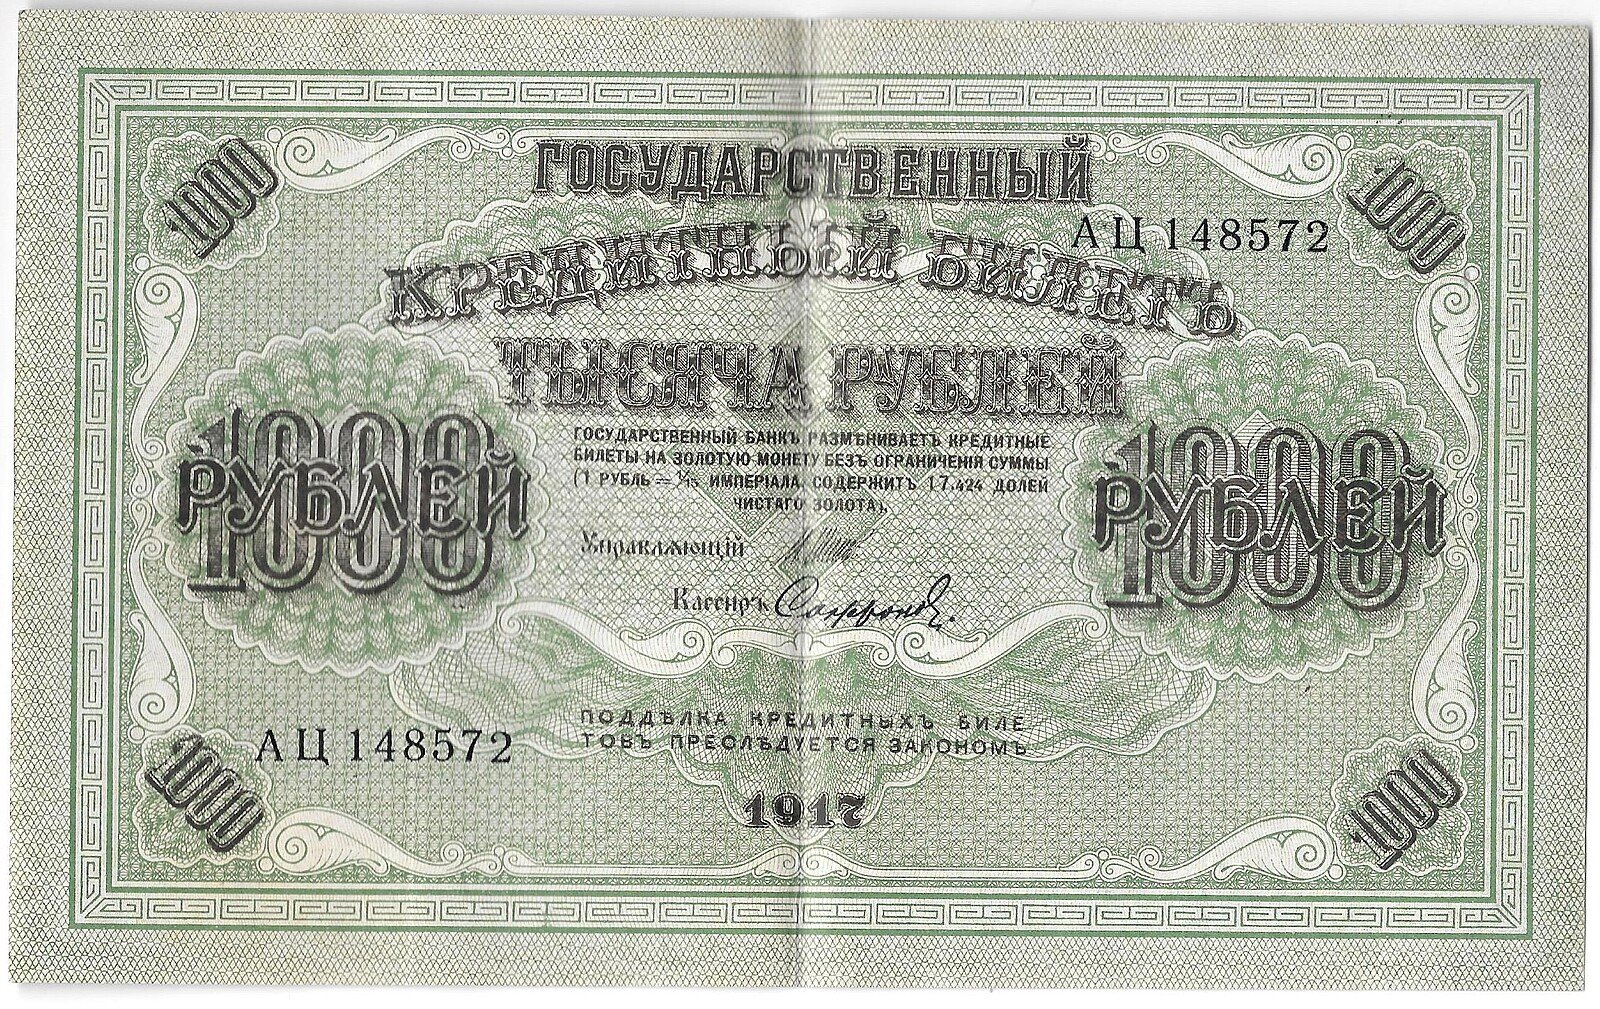 1000
1000
ГОСУДАРСТВЕННЫЙ
АЦ 148572
КРЕДИТНЫЙ БИЛЕТЪ
ТЫСЯЧА РУБЛЕЙ
1000
РУБЛЕЙ
1000
РУБЛЕЙ
ГОСУДАРСТВЕННЫЙ БАНКЪ РАЗМѢНИВАЕТЪ КРЕДИТНЫЕ
БИЛЕТЫ НА ЗОЛОТУЮ МОНЕТУ БЕЗЪ ОГРАНИЧЕНІЯ СУММЫ
(1 РУБЛЬ = 1/15 ИМПЕРІАЛА, СОДЕРЖИТЪ 17,424 ДОЛЕЙ
ЧИСТАГО ЗОЛОТА).
Управляющій
Кассиръ Сафронов
ПОДДѢЛКА КРЕДИТНЫХЪ БИЛЕ
ТОВЪ ПРЕСЛѢДУЕТСЯ ЗАКОНОМЪ
АЦ 148572
1917
1000
1000